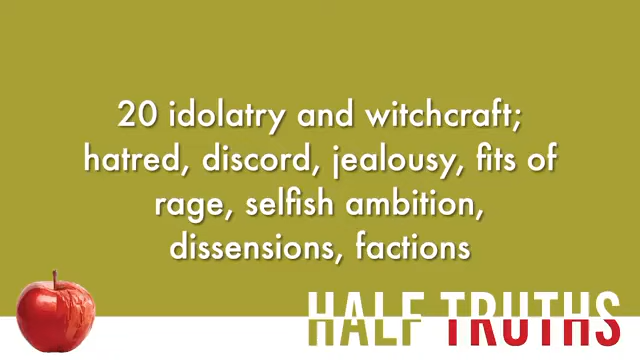 20 idolatry and witchcraft;
hatred, discord, jealousy, fits of
rage, selfish ambition,
dissensions, factions
HALF TRUTHS